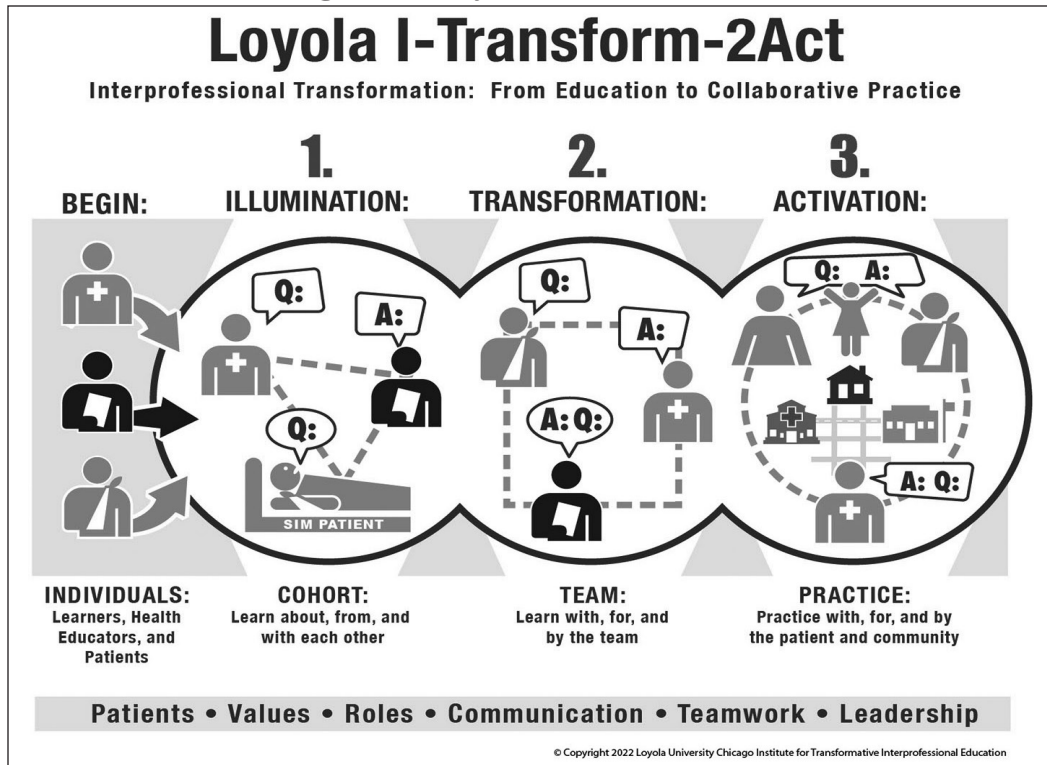 Loyola I-Transform-2Act
Interprofessional Transformation: From Education to Collaborative Practice
BEGIN:
1.
ILLUMINATION:
2.
TRANSFORMATION:
3.
ACTIVATION:
Q:
A:
Q:
SIM PATIENT
Q:
A:
A: Q:
Q: A:
A: Q:
INDIVIDUALS:
Learners, Health
Educators, and
Patients
COHORT:
Learn about, from, and
with each other
TEAM:
Learn with, for, and
by the team
PRACTICE:
Practice with, for, and by
the patient and community
Patients • Values • Roles • Communication • Teamwork • Leadership
© Copyright 2022 Loyola University Chicago Institute for Transformative Interprofessional Education